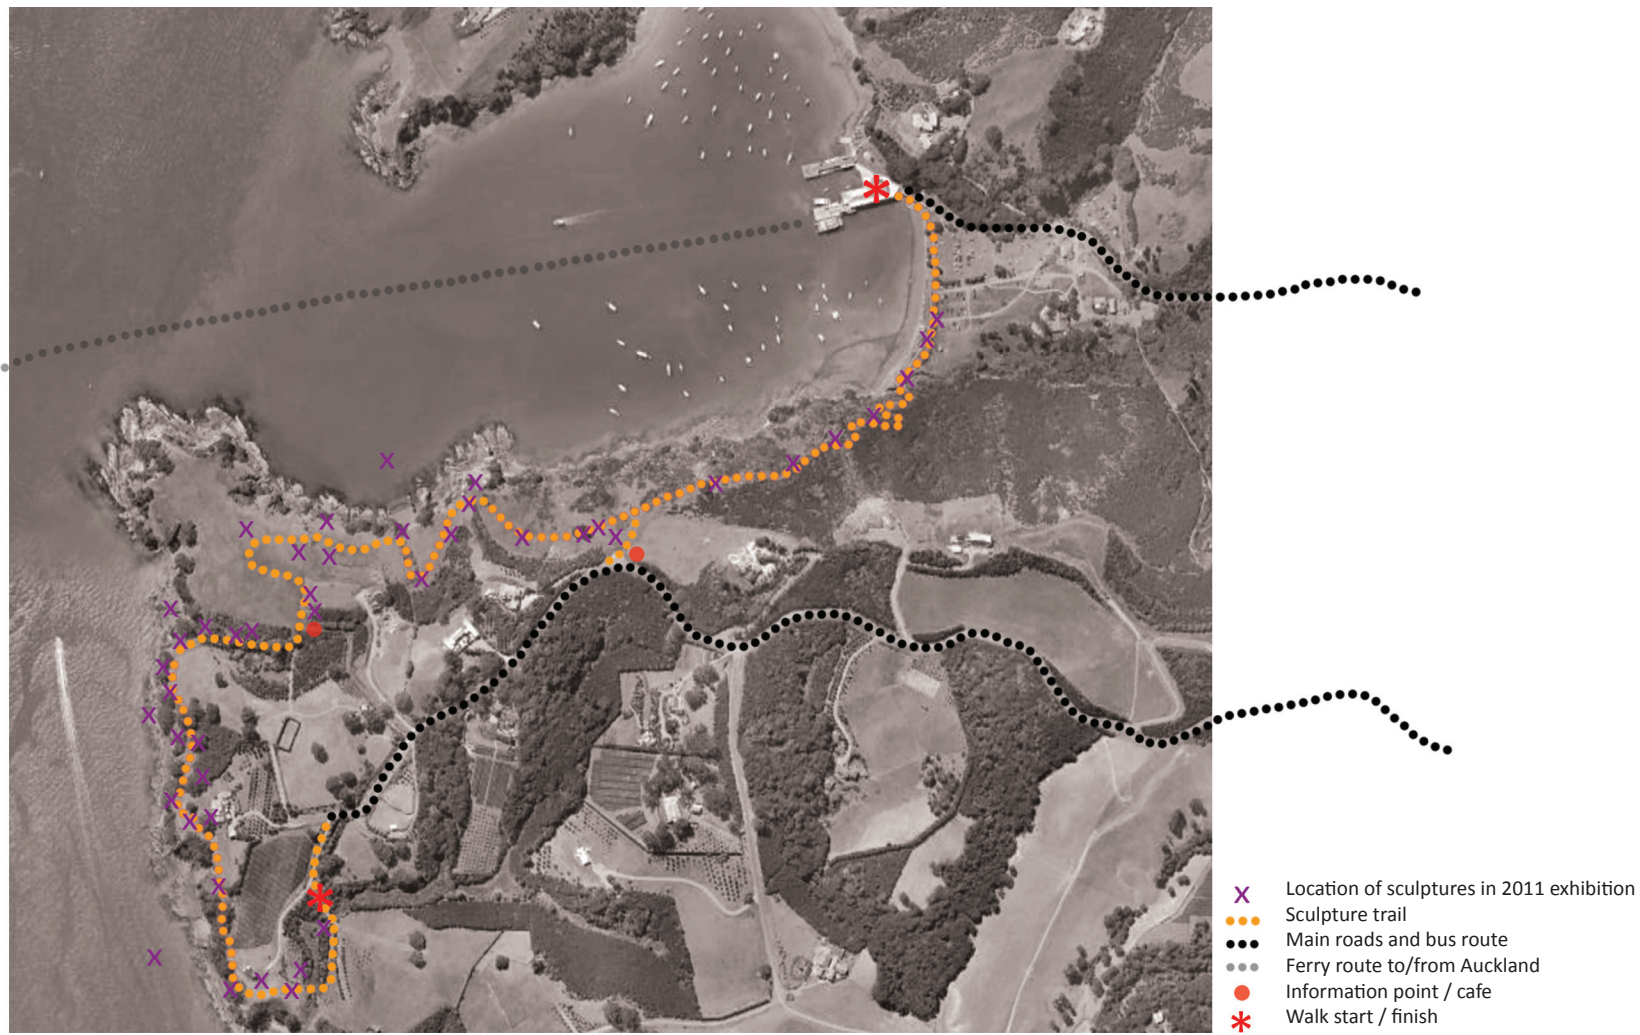 Location of sculptures in 2011 exhibition
Sculpture trail
Main roads and bus route
Ferry route to/from Auckland
Information point / cafe
Walk start / finish